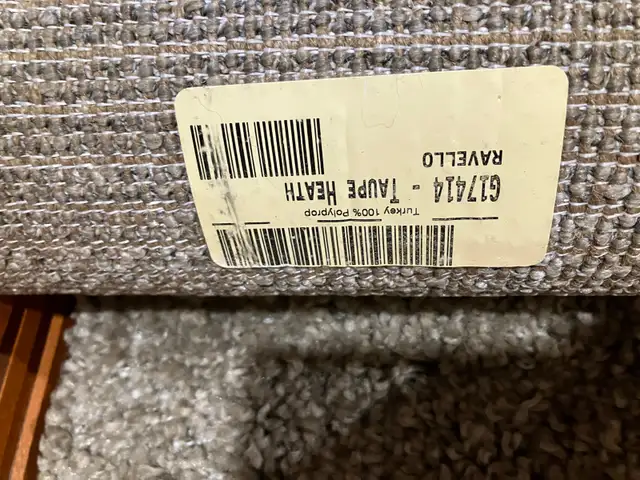 Turkey 100% Polyprop
G17414 - TAUPE HEATH
RAVELLO